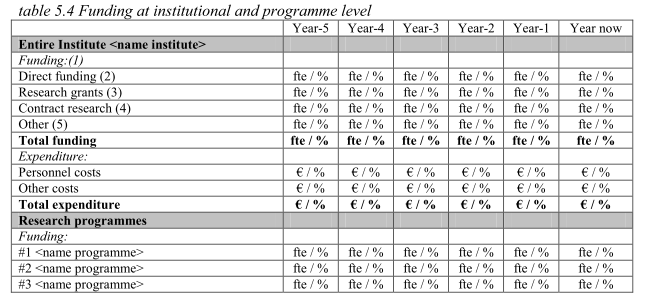 table 5.4 Funding at institutional and programme level
Year-5 Year-4 Year-3 Year-2 Year-1 Year now
Entire Institute <name institute>
Funding:(1)
Direct funding (2) fte / % fte / % fte / % fte / % fte / % fte / %
Research grants (3) fte / % fte / % fte / % fte / % fte / % fte / %
Contract research (4) fte / % fte / % fte / % fte / % fte / % fte / %
Other (5) fte / % fte / % fte / % fte / % fte / % fte / %
Total funding fte / % fte / % fte / % fte / % fte / % fte / %
Expenditure:
Personnel costs € / % € / % € / % € / % € / % € / %
Other costs € / % € / % € / % € / % € / % € / %
Total expenditure € / % € / % € / % € / % € / % € / %
Research programmes
Funding:
#1 <name programme> fte / % fte / % fte / % fte / % fte / % fte / %
#2 <name programme> fte / % fte / % fte / % fte / % fte / % fte / %
#3 <name programme> fte / % fte / % fte / % fte / % fte / % fte / %